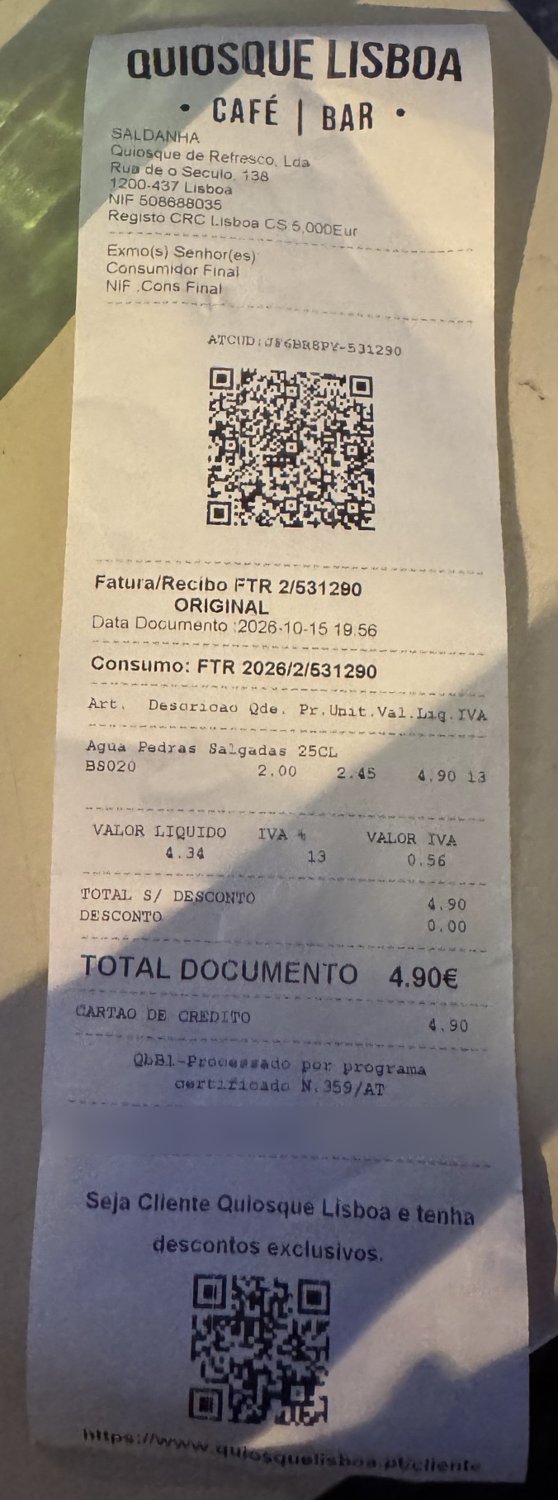 QUIOSQUE LISBOA
• CAFÉ | BAR •
SALDANHA
Quiosque de Refresco, Lda
Rua de o Seculo, 138
1200-437 Lisboa
NIF 508688035
Registo CRC Lisboa CS 5,000Eur
Exmo(s) Senhor(es)
Consumidor Final
NIF .Cons Final
ATCUD:JF6BR8PY-531290
Fatura/Recibo FTR 2/531290
ORIGINAL
Data Documento :2026-10-15 19:56
Consumo: FTR 2026/2/531290
Art. Descricao Qde. Pr.Unit.Val.Liq.IVA
Agua Pedras Salgadas 25CL
BS020 2.00 2.45 4.90 13
VALOR LIQUIDO IVA % VALOR IVA
4.34 13 0.56
TOTAL S/ DESCONTO 4.90
DESCONTO 0.00
TOTAL DOCUMENTO 4.90€
CARTAO DE CREDITO 4.90
QbB1-Processado por programa
certificado N.359/AT
Seja Cliente Quiosque Lisboa e tenha
descontos exclusivos.
https://www.quiosquelisboa.pt/cliente